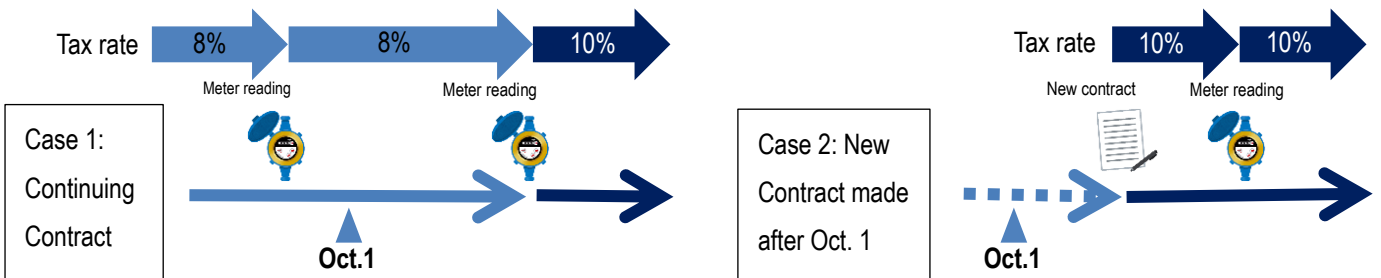 Tax rate 8% 8% 10%
Meter reading Meter reading
Case 1:
Continuing
Contract
Oct.1
Tax rate 10% 10%
New contract Meter reading
Case 2: New
Contract made
after Oct. 1
Oct.1